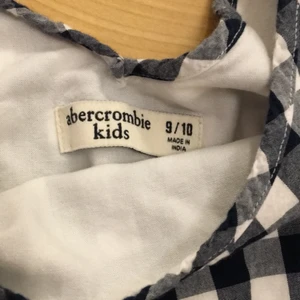 abercrombie
kids
9/10
MADE IN
INDIA